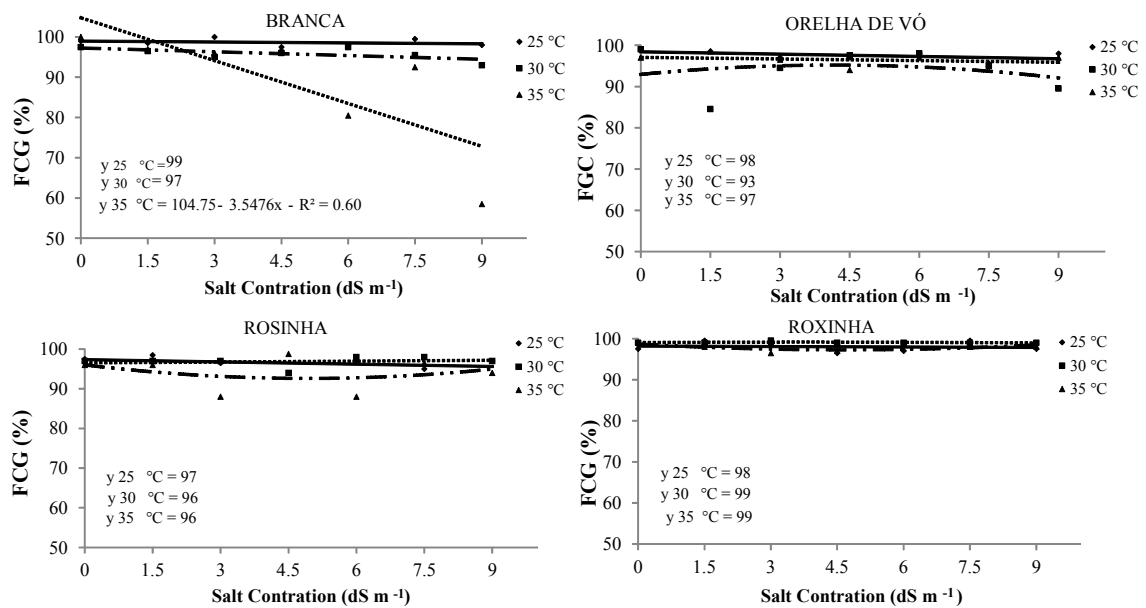 BRANCA
100
90
80
70
60
50
FCG (%)
0 1.5 3 4.5 6 7.5 9
Salt Contration (dS m -1)
25 °C
30 °C
35 °C
y 25 °C = 99
y 30 °C = 97
y 35 °C = 104.75 - 3.5476x - R² = 0.60
ORELHA DE VÓ
100
90
80
70
60
50
FGC (%)
0 1.5 3 4.5 6 7.5 9
Salt Contration (dS m -1)
25 °C
30 °C
35 °C
y 25 °C = 98
y 30 °C = 93
y 35 °C = 97
ROSINHA
100
90
80
70
60
50
FCG (%)
0 1.5 3 4.5 6 7.5 9
Salt Contration (dS m -1)
25 °C
30 °C
35 °C
y 25 °C = 97
y 30 °C = 96
y 35 °C = 96
ROXINHA
100
90
80
70
60
50
FCG (%)
0 1.5 3 4.5 6 7.5 9
Salt Contration (dS m -1)
25 °C
30 °C
35 °C
y 25 °C = 98
y 30 °C = 99
y 35 °C = 99